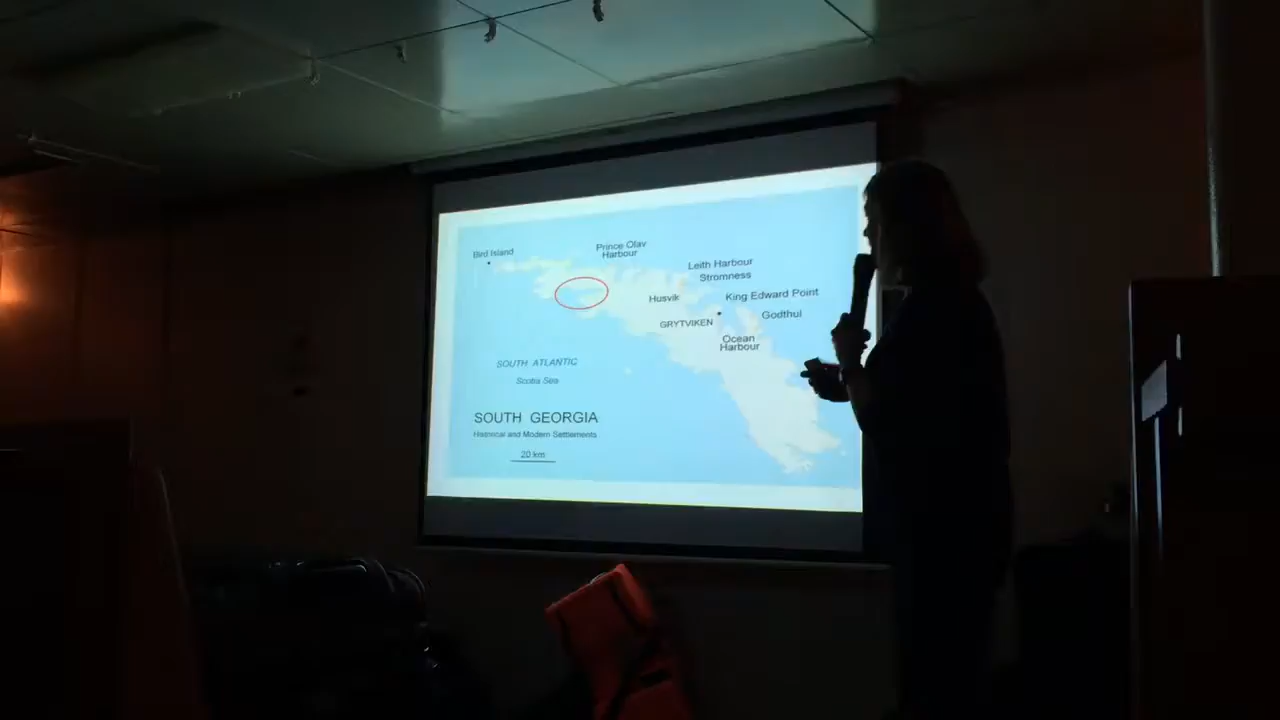 Bird Island
Prince Olav
Harbour
Leith Harbour
Stromness
Husvik
King Edward Point
GRYTVIKEN
Godthul
Ocean
Harbour
SOUTH ATLANTIC
Scotia Sea
SOUTH GEORGIA
Historical and Modern Settlements
20 km